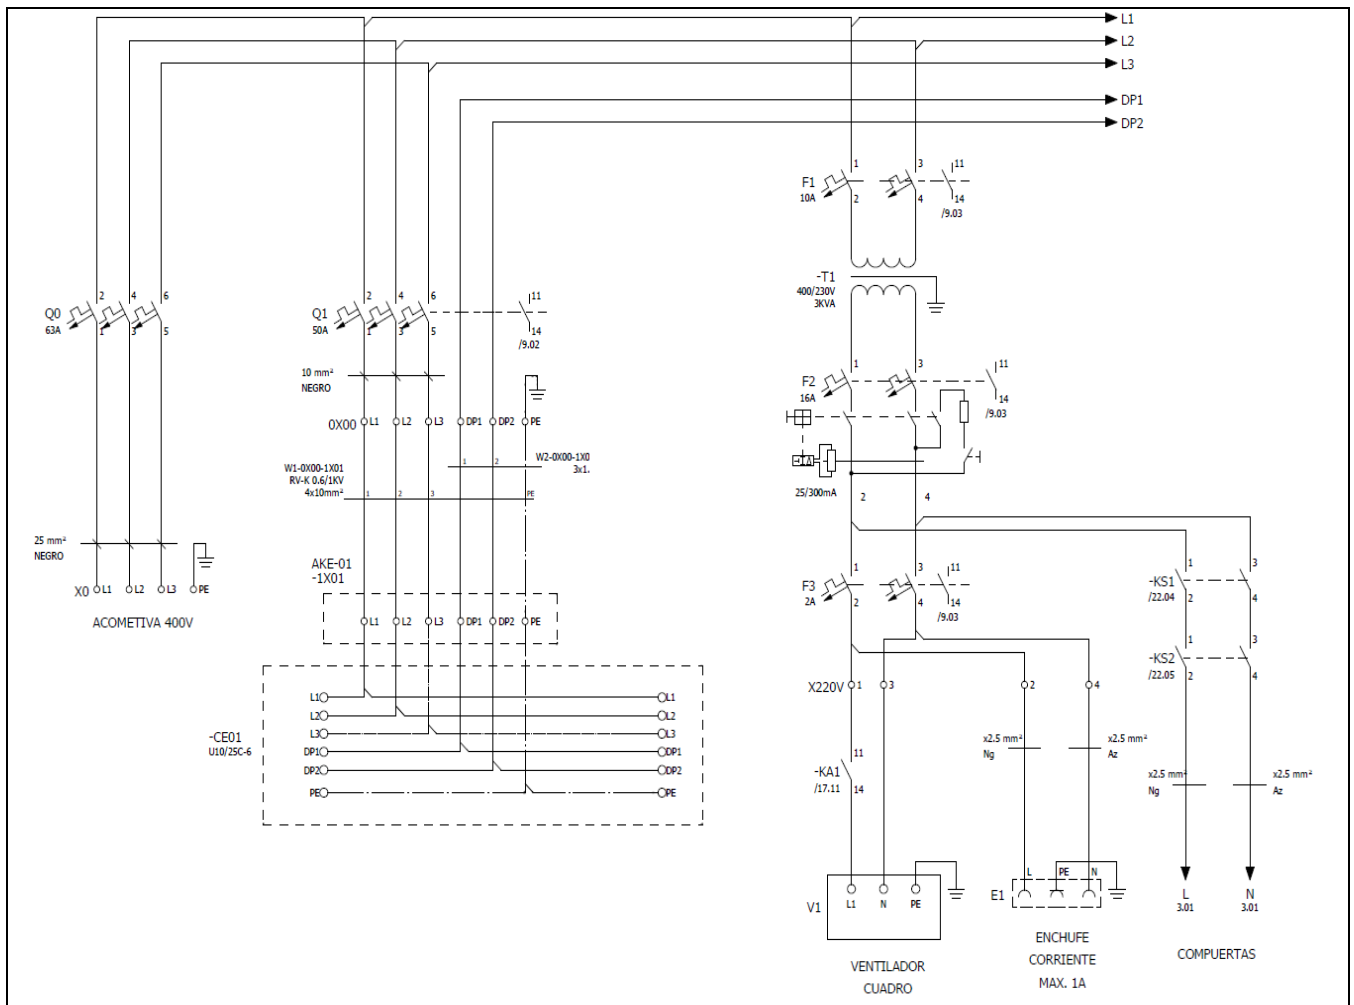 L1
L2
L3
DP1
DP2
F1
10A
1
2
3
4
11
14
/9.03
-T1
400/230V
3KVA
Q0
63A
2
4
6
1
3
5
Q1
50A
2
4
6
1
3
5
11
14
/9.02
10 mm²
NEGRO
F2
16A
1
3
11
14
/9.03
0X00
L1
L2
L3
DP1
DP2
PE
W1-0X00-1X01
RV-K 0.6/1KV
4x10mm²
1
2
3
PE
1
2
W2-0X00-1X0
3x1.
25/300mA
2
4
25 mm²
NEGRO
X0
L1
L2
L3
PE
ACOMETIVA 400V
AKE-01
-1X01
L1
L2
L3
DP1
DP2
PE
F3
2A
1
2
3
4
11
14
/9.03
-KS1
/22.04
1
2
3
4
-KS2
/22.05
1
2
3
4
X220V
1
3
2
4
-CE01
U10/25C-6
L1
L1
L2
L2
L3
L3
DP1
DP1
DP2
DP2
PE
PE
-KA1
/17.11
11
14
x2.5 mm²
Ng
x2.5 mm²
Az
x2.5 mm²
Ng
x2.5 mm²
Az
V1
L1
N
PE
VENTILADOR
CUADRO
E1
L
PE
N
ENCHUFE
CORRIENTE
MAX. 1A
L
3.01
N
3.01
COMPUERTAS